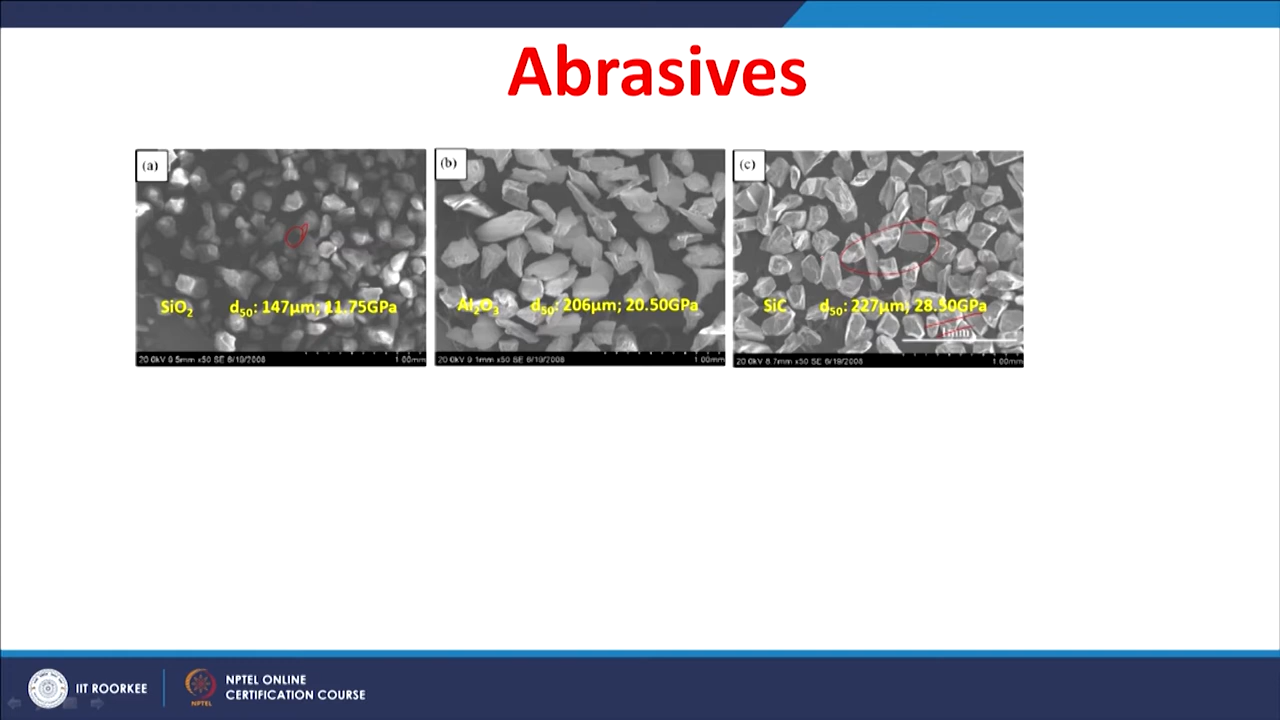 Abrasives
(a)
SiO2 d50: 147µm; 11.75GPa
20.0kV 9.5mm x50 SE 6/19/2008 1.00mm
(b)
Al2O3 d50: 206µm; 20.50GPa
20.0kV 9.1mm x50 SE 6/19/2008 1.00mm
(c)
SiC d50: 227µm; 28.50GPa
1mm
20.0kV 8.7mm x50 SE 6/19/2008 1.00mm
IIT ROORKEE
NPTEL
NPTEL ONLINE
CERTIFICATION COURSE